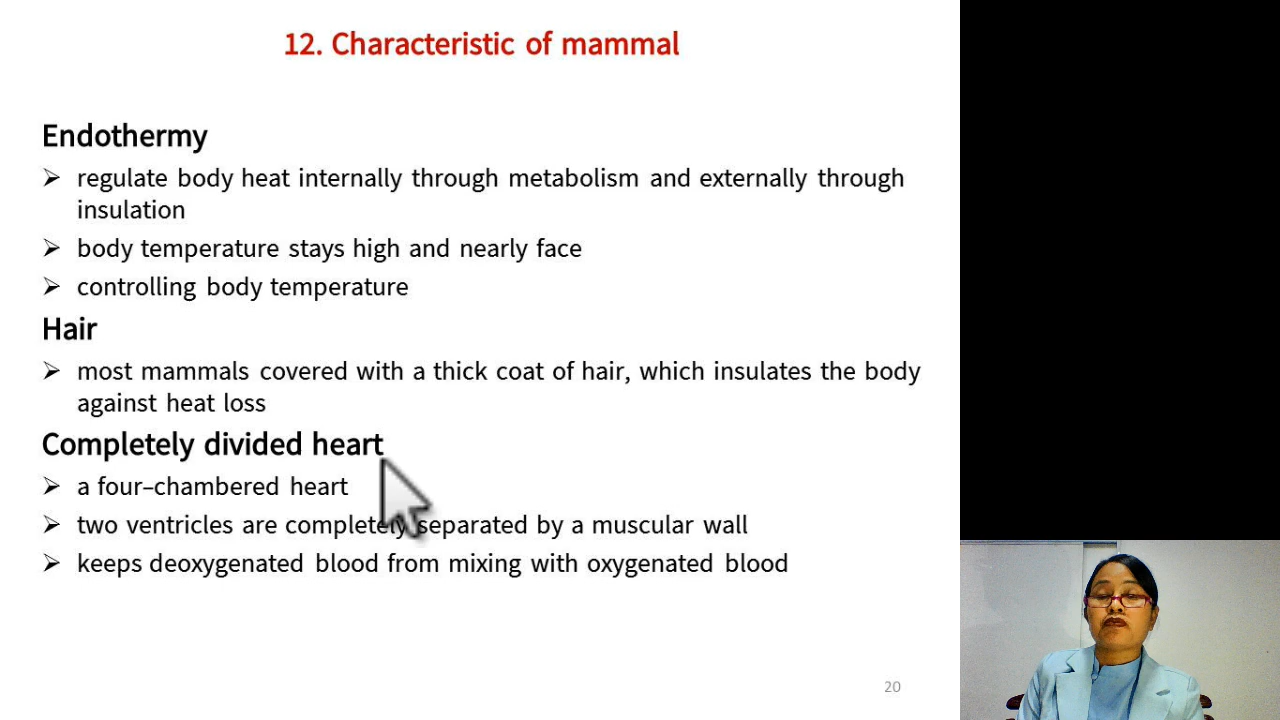 12. Characteristic of mammal
Endothermy
➢ regulate body heat internally through metabolism and externally through
insulation
➢ body temperature stays high and nearly face
➢ controlling body temperature
Hair
➢ most mammals covered with a thick coat of hair, which insulates the body
against heat loss
Completely divided heart
➢ a four–chambered heart
➢ two ventricles are completely separated by a muscular wall
➢ keeps deoxygenated blood from mixing with oxygenated blood
20